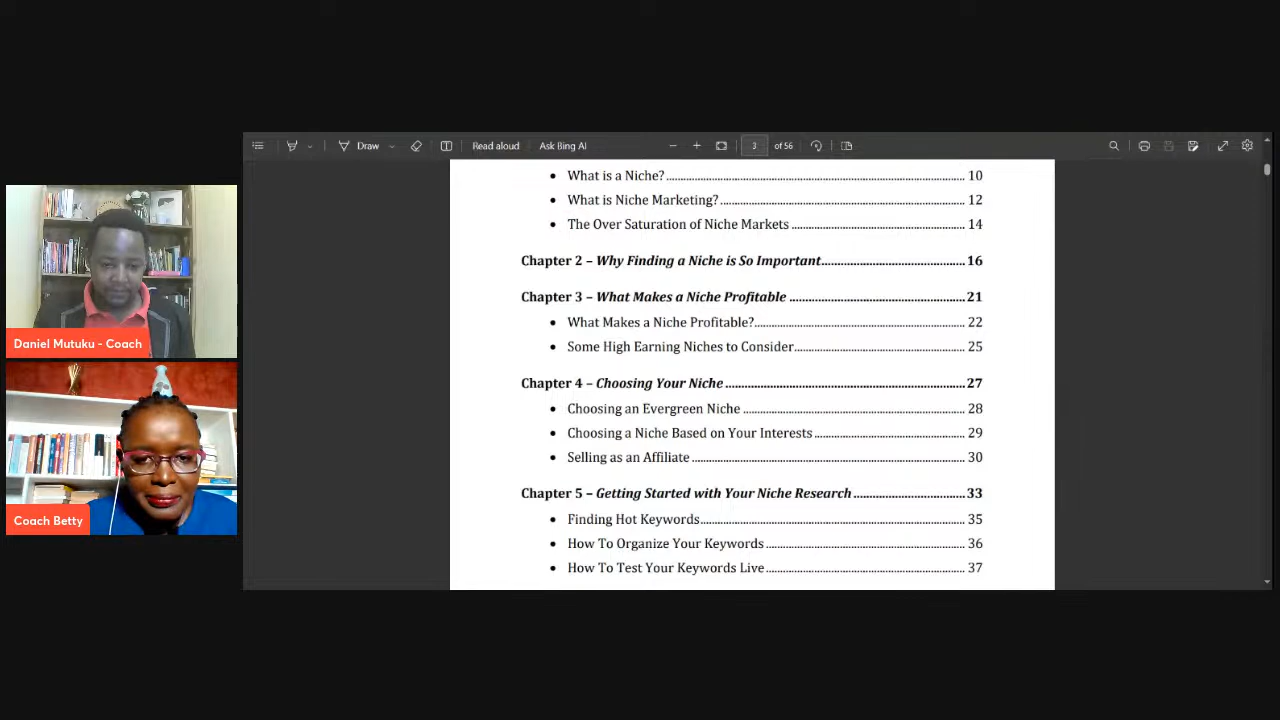 Draw
Read aloud
Ask Bing AI
3 of 56
What is a Niche? 10
What is Niche Marketing? 12
The Over Saturation of Niche Markets 14
Chapter 2 – Why Finding a Niche is So Important 16
Chapter 3 – What Makes a Niche Profitable 21
What Makes a Niche Profitable? 22
Some High Earning Niches to Consider 25
Chapter 4 – Choosing Your Niche 27
Choosing an Evergreen Niche 28
Choosing a Niche Based on Your Interests 29
Selling as an Affiliate 30
Chapter 5 – Getting Started with Your Niche Research 33
Finding Hot Keywords 35
How To Organize Your Keywords 36
How To Test Your Keywords Live 37
Daniel Mutuku - Coach
Coach Betty